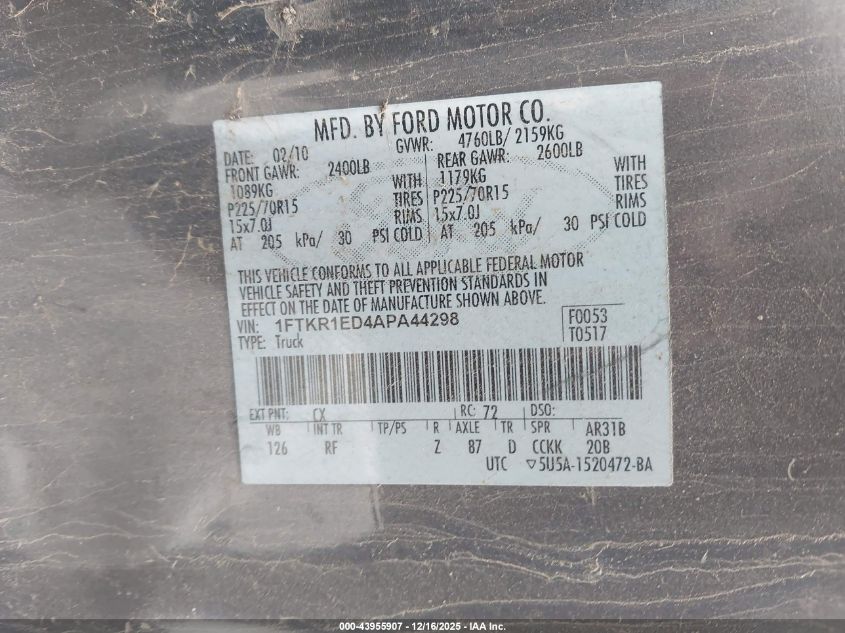 MFD. BY FORD MOTOR CO.
DATE: 02/10 GVWR: 4760LB/ 2159KG
FRONT GAWR: 2400LB REAR GAWR: 2600LB
1089KG WITH 1179KG WITH
P225/70R15 TIRES P225/70R15 TIRES
15x7.0J RIMS 15x7.0J RIMS
AT 205 kPa/ 30 PSI COLD AT 205 kPa/ 30 PSI COLD
THIS VEHICLE CONFORMS TO ALL APPLICABLE FEDERAL MOTOR
VEHICLE SAFETY AND THEFT PREVENTION STANDARDS IN
EFFECT ON THE DATE OF MANUFACTURE SHOWN ABOVE.
VIN: 1FTKR1ED4APA44298 F0053
TYPE: Truck T0517
EXT PNT: CX RC: 72 DSO:
WB INT TR TP/PS R AXLE TR SPR AR31B
126 RF Z 87 D CCKK 20B
UTC ▽5U5A-1520472-BA
000-43955907 - 12/16/2025 - IAA Inc.